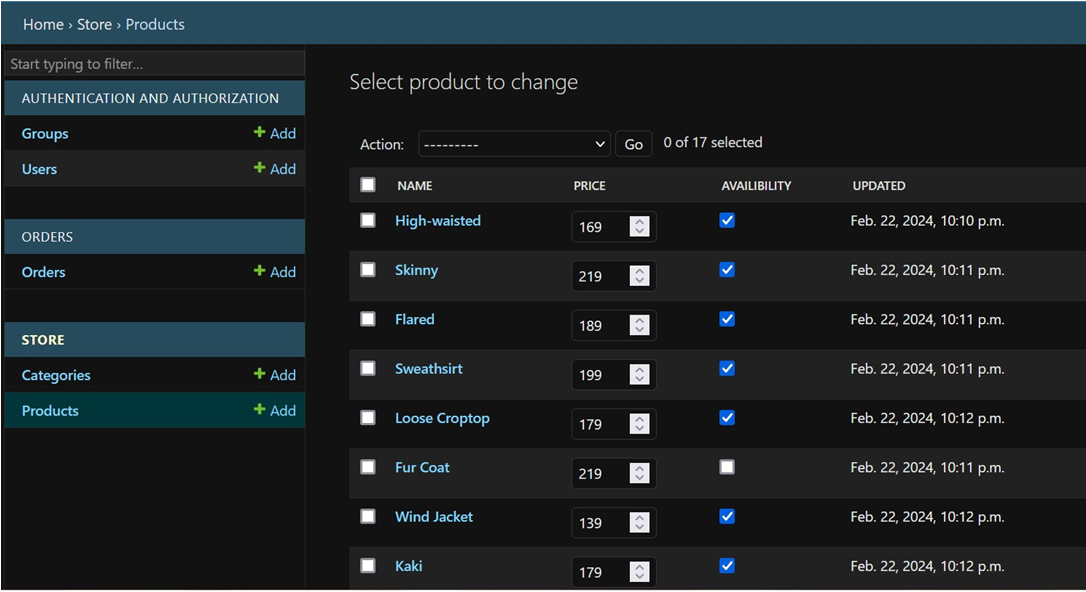 Home › Store › Products
Start typing to filter...
AUTHENTICATION AND AUTHORIZATION
Groups + Add
Users + Add
ORDERS
Orders + Add
STORE
Categories + Add
Products + Add
Select product to change
Action: --------- Go 0 of 17 selected
NAME PRICE AVAILIBILITY UPDATED
High-waisted 169 Feb. 22, 2024, 10:10 p.m.
Skinny 219 Feb. 22, 2024, 10:11 p.m.
Flared 189 Feb. 22, 2024, 10:11 p.m.
Sweathsirt 199 Feb. 22, 2024, 10:11 p.m.
Loose Croptop 179 Feb. 22, 2024, 10:12 p.m.
Fur Coat 219 Feb. 22, 2024, 10:11 p.m.
Wind Jacket 139 Feb. 22, 2024, 10:12 p.m.
Kaki 179 Feb. 22, 2024, 10:12 p.m.